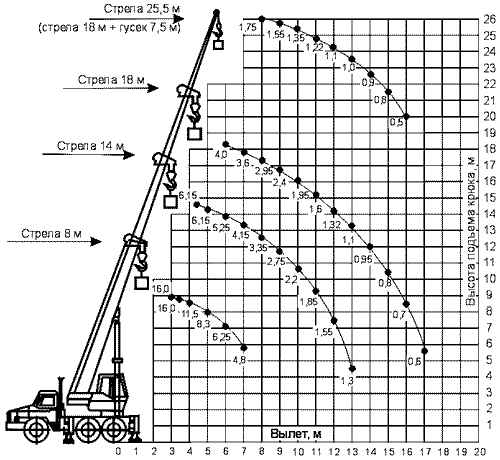 Стрела 25,5 м
(стрела 18 м + гусек 7,5 м)
Стрела 18 м
Стрела 14 м
Стрела 8 м
1,75 1,55 1,35 1,22 1,1 1,0 0,9 0,8 0,5
4,0 3,6 2,95 2,4 1,95 1,6 1,32 1,1 0,95 0,8 0,7 0,6
6,15 6,15 5,25 4,15 3,35 2,75 2,2 1,85 1,55 1,3
16,0 16,0 11,5 8,3 6,25 4,8
26
25
24
23
22
21
20
19
18
17
16
15
14
13
12
11
10
9
8
7
6
5
4
3
2
1
Высота подъема крюка, м
Вылет, м
0 1 2 3 4 5 6 7 8 9 10 11 12 13 14 15 16 17 18 19 20